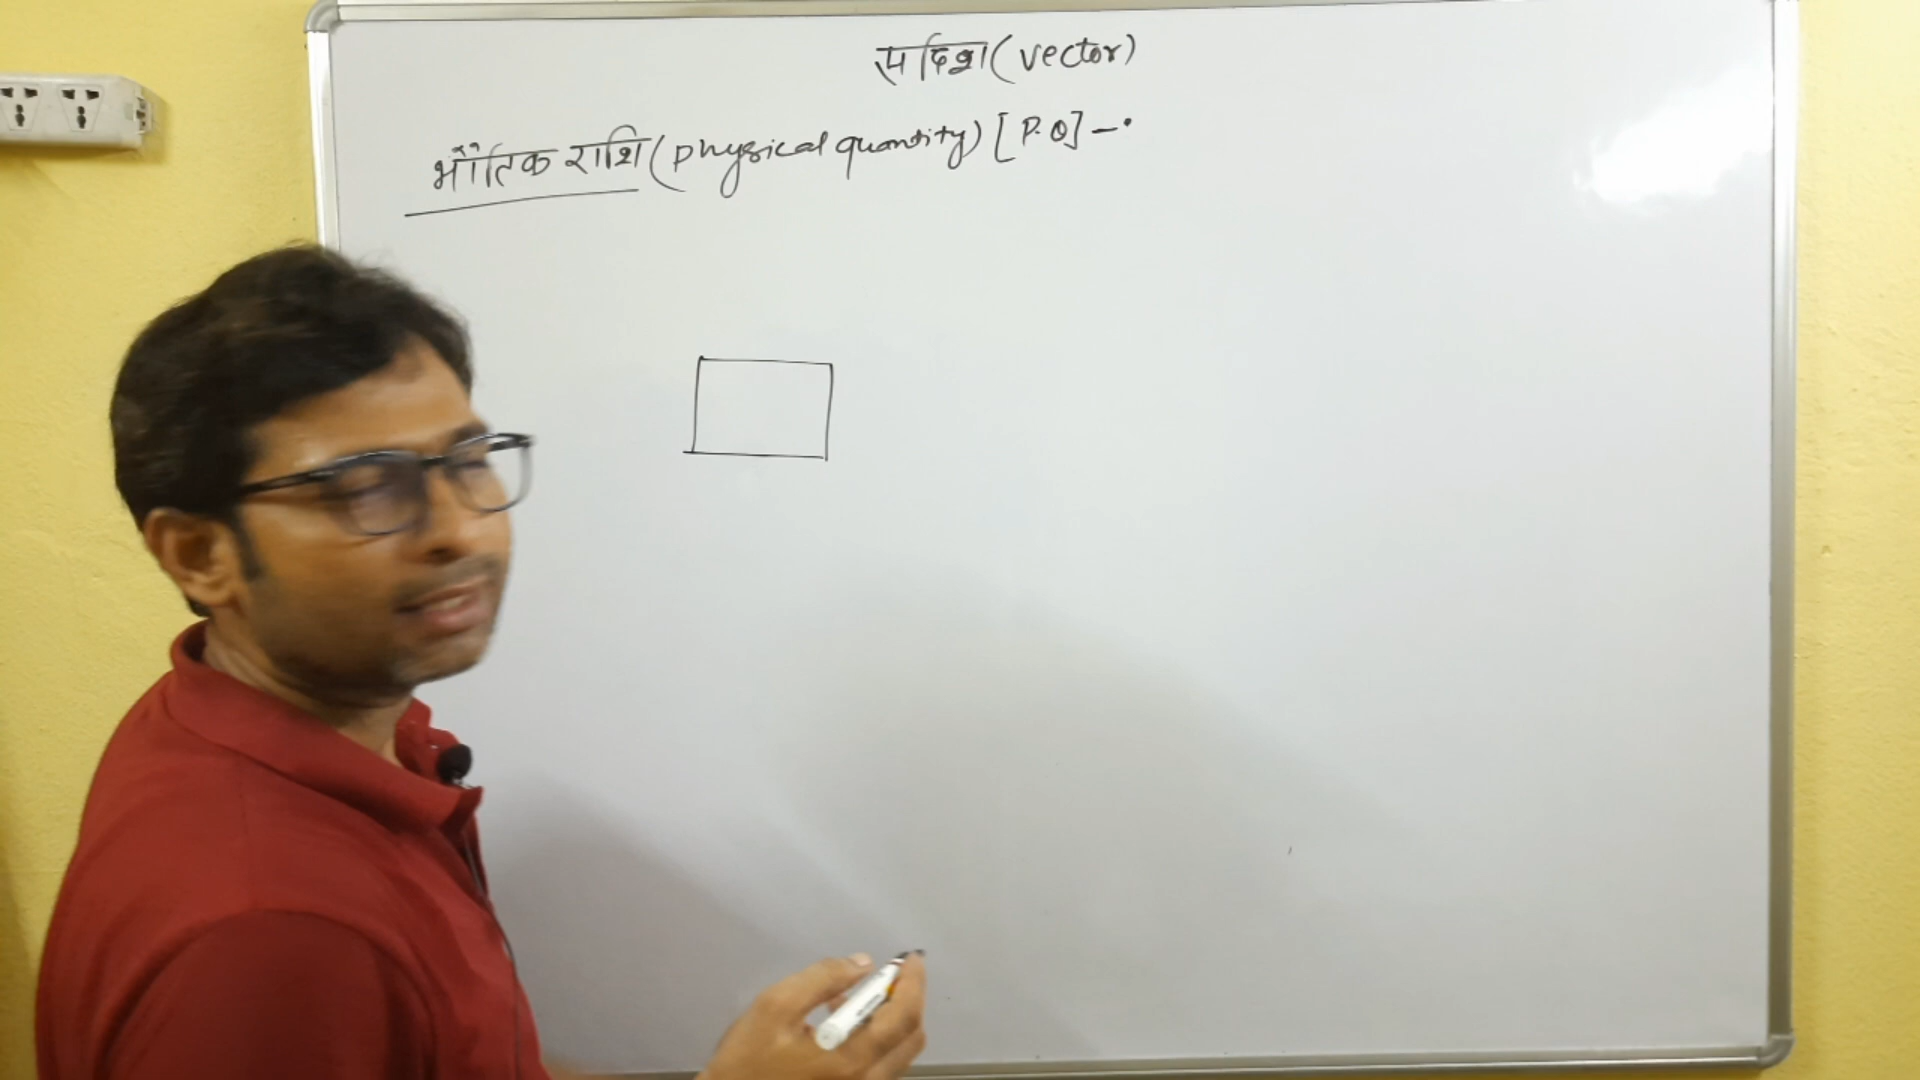 सदिश (vector)
भौतिक राशि (physical quantity) [P.Q] -